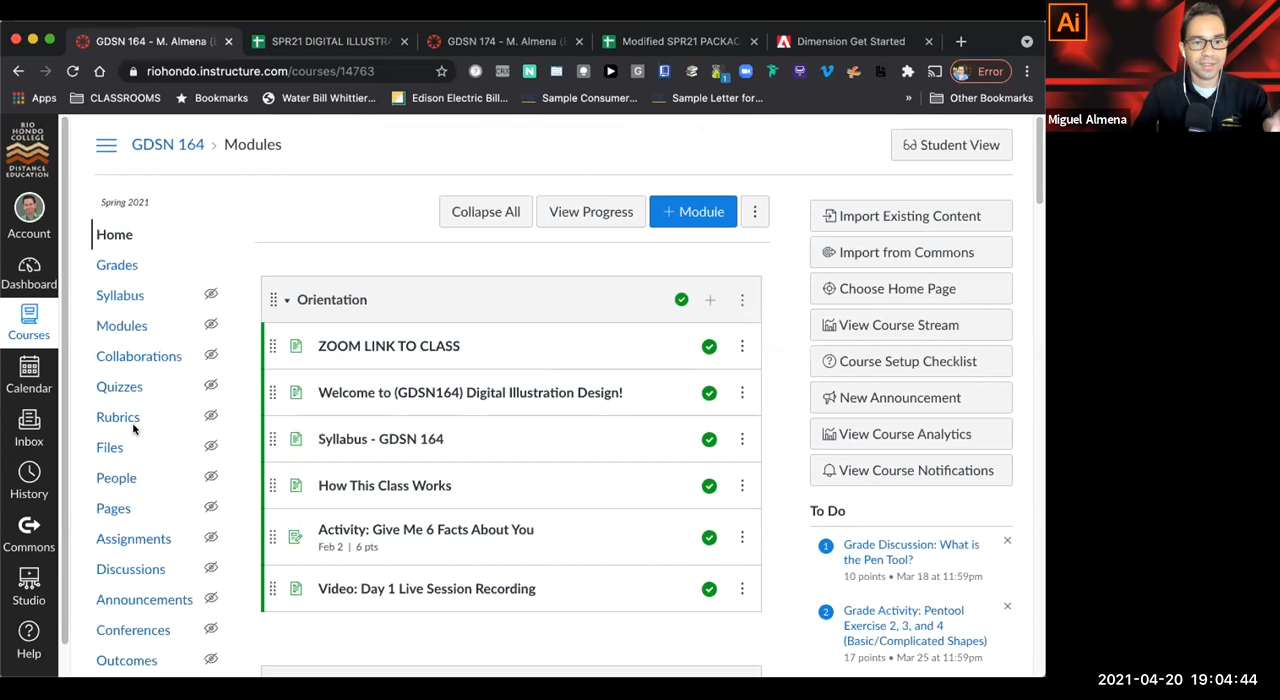 GDSN 164 - M. Almena (
SPR21 DIGITAL ILLUSTR
GDSN 174 - M. Almena (
Modified SPR21 PACKA
Dimension Get Started
riohondo.instructure.com/courses/14763
Error
Apps
CLASSROOMS
Bookmarks
Water Bill Whittier...
Edison Electric Bill...
Sample Consumer...
Sample Letter for...
»
Other Bookmarks
Ai
Miguel Almena
RIO
HONDO
COLLEGE
DISTANCE
EDUCATION
Account
Dashboard
Courses
Calendar
Inbox
History
Commons
Studio
Help
GDSN 164 › Modules
Student View
Spring 2021
Home
Grades
Syllabus
Modules
Collaborations
Quizzes
Rubrics
Files
People
Pages
Assignments
Discussions
Announcements
Conferences
Outcomes
Collapse All
View Progress
+ Module
Orientation
ZOOM LINK TO CLASS
Welcome to (GDSN164) Digital Illustration Design!
Syllabus - GDSN 164
How This Class Works
Activity: Give Me 6 Facts About You
Feb 2 | 6 pts
Video: Day 1 Live Session Recording
Import Existing Content
Import from Commons
Choose Home Page
View Course Stream
Course Setup Checklist
New Announcement
View Course Analytics
View Course Notifications
To Do
1
Grade Discussion: What is
the Pen Tool?
10 points • Mar 18 at 11:59pm
2
Grade Activity: Pentool
Exercise 2, 3, and 4
(Basic/Complicated Shapes)
17 points • Mar 25 at 11:59pm
2021-04-20 19:04:44